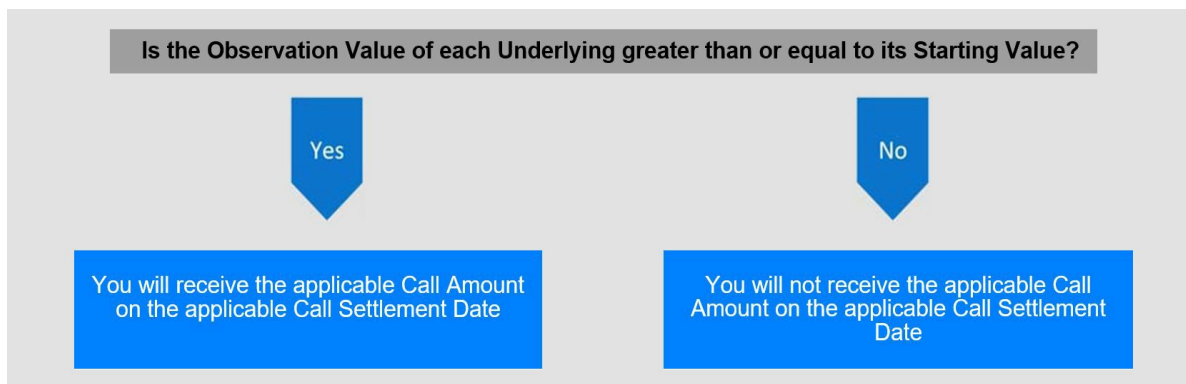 Is the Observation Value of each Underlying greater than or equal to its Starting Value?
Yes
No
You will receive the applicable Call Amount
on the applicable Call Settlement Date
You will not receive the applicable Call
Amount on the applicable Call Settlement
Date